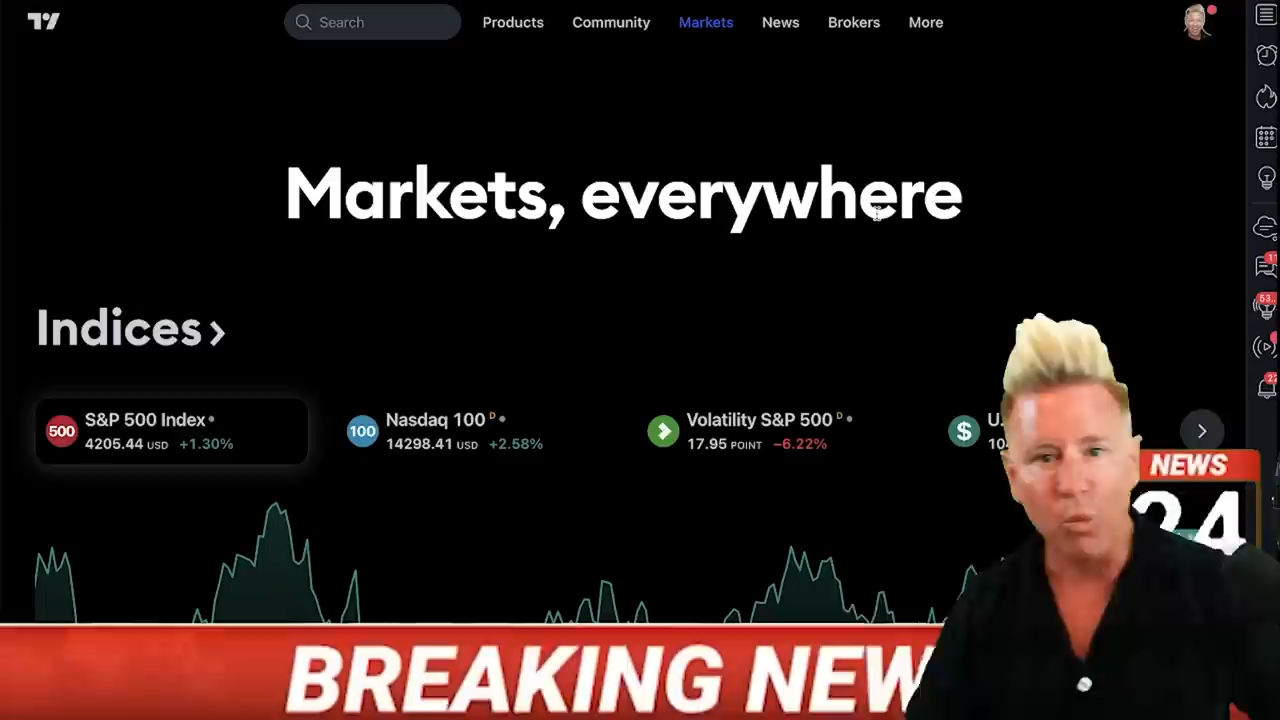 Search
Products
Community
Markets
News
Brokers
More
Markets, everywhere
Indices
500
S&P 500 Index
4205.44 USD +1.30%
100
Nasdaq 100 D
14298.41 USD +2.58%
Volatility S&P 500 D
17.95 POINT −6.22%
$
NEWS
24
BREAKING NEW